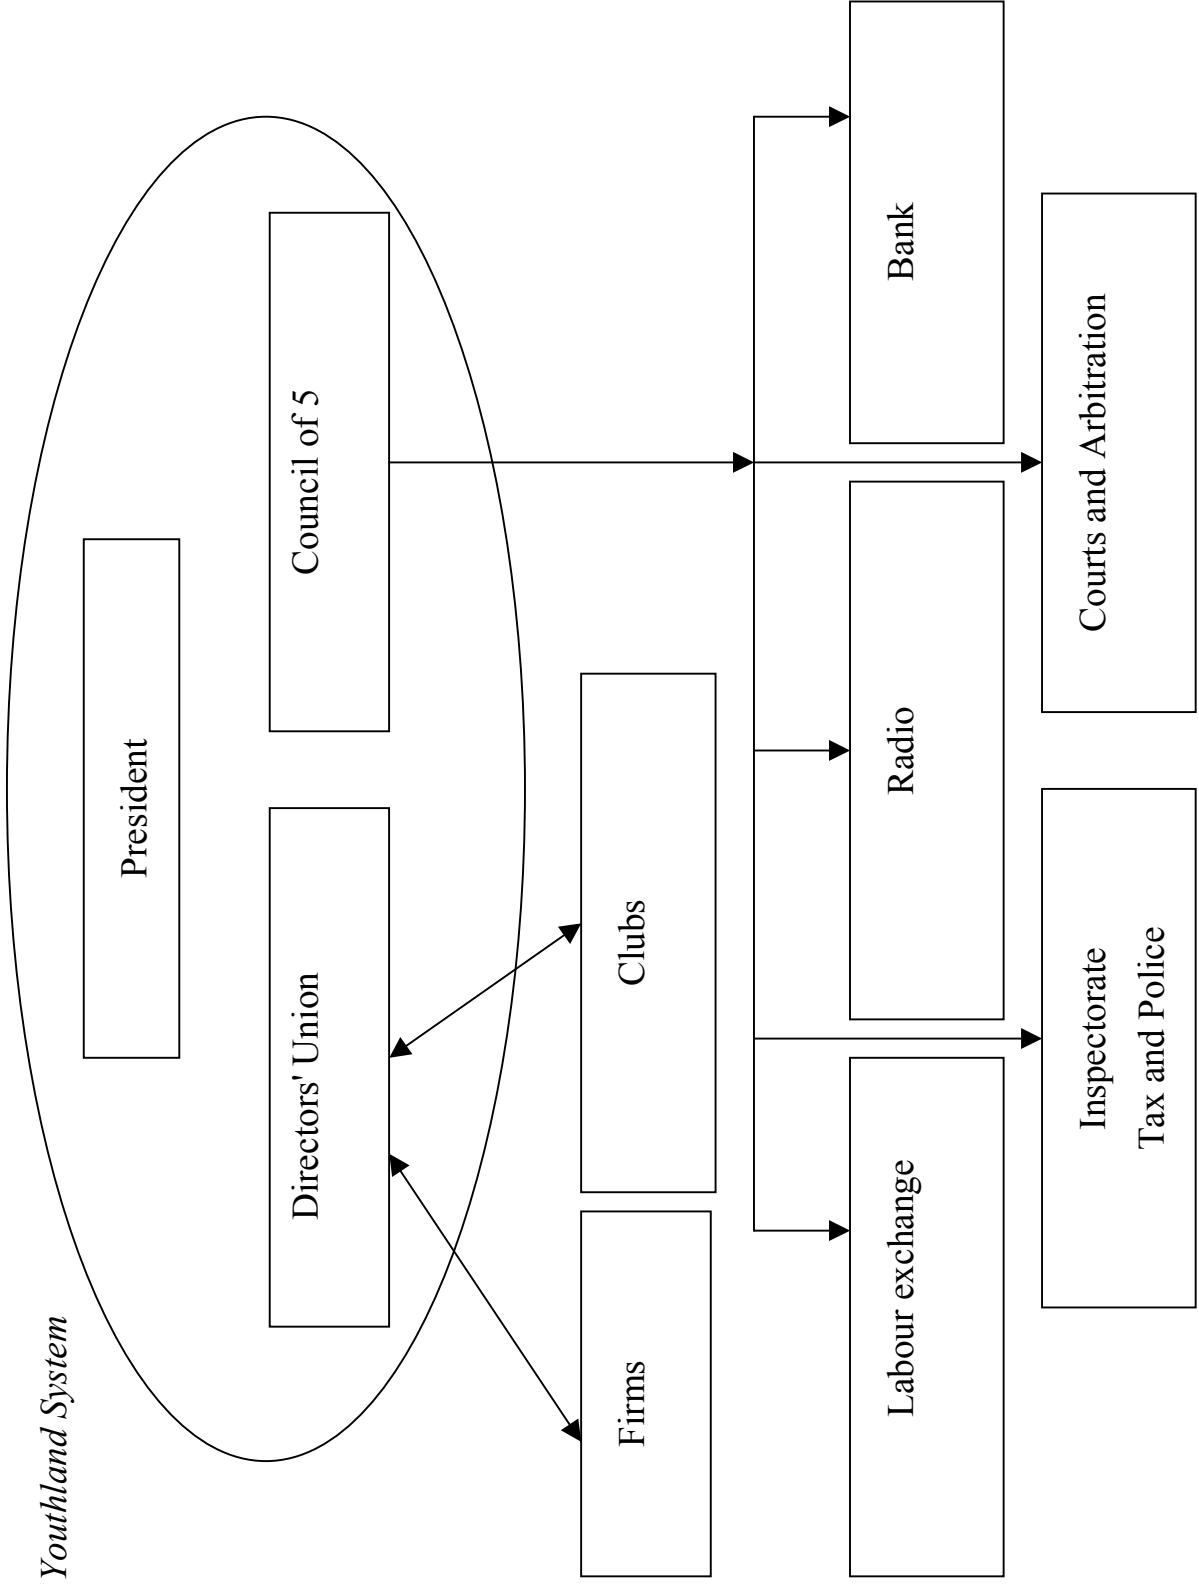 Youthland System
President
Directors' Union
Council of 5
Firms
Clubs
Labour exchange
Radio
Bank
Inspectorate
Tax and Police
Courts and Arbitration